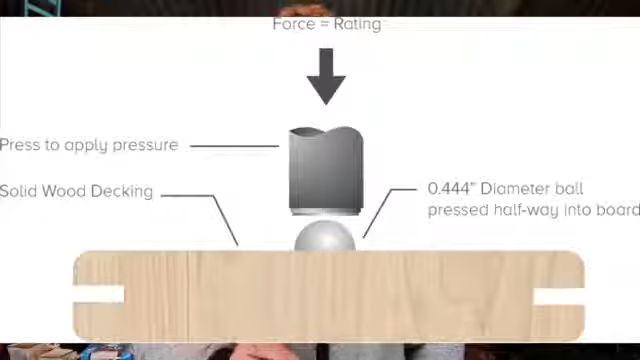 Force = Rating
Press to apply pressure
Solid Wood Decking
0.444” Diameter ball
pressed half-way into board